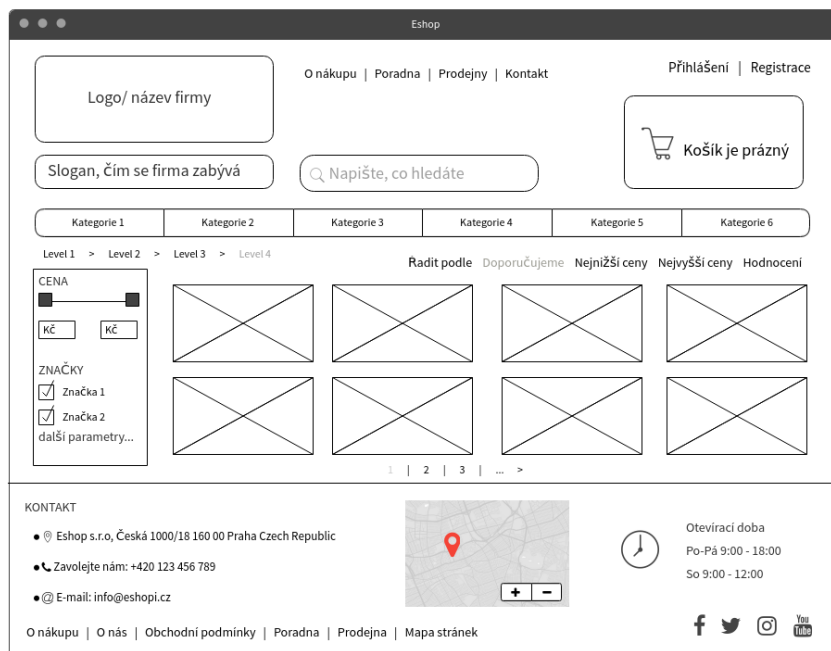 Eshop
O nákupu | Poradna | Prodejny | Kontakt
Přihlášení | Registrace
Logo/ název firmy
Košík je prázný
Slogan, čím se firma zabývá
Napište, co hledáte
Kategorie 1 Kategorie 2 Kategorie 3 Kategorie 4 Kategorie 5 Kategorie 6
Level 1 > Level 2 > Level 3 > Level 4
Řadit podle Doporučujeme Nejnižší ceny Nejvyšší ceny Hodnocení
CENA
Kč Kč
ZNAČKY
Značka 1
Značka 2
další parametry...
1 | 2 | 3 | ... >
KONTAKT
Eshop s.r.o, Česká 1000/18 160 00 Praha Czech Republic
Zavolejte nám: +420 123 456 789
@ E-mail: info@eshopi.cz
+ −
Otevírací doba
Po-Pá 9:00 - 18:00
So 9:00 - 12:00
O nákupu | O nás | Obchodní podmínky | Poradna | Prodejna | Mapa stránek
You Tube